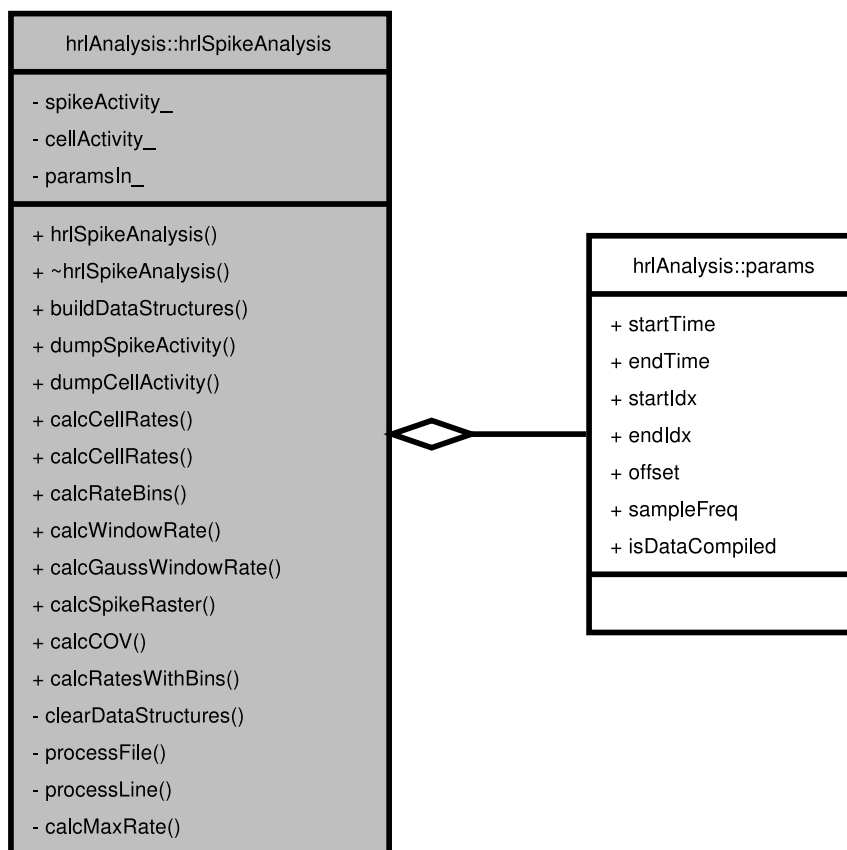 hrlAnalysis::hrlSpikeAnalysis
- spikeActivity_
- cellActivity_
- paramsIn_
+ hrlSpikeAnalysis()
+ ~hrlSpikeAnalysis()
+ buildDataStructures()
+ dumpSpikeActivity()
+ dumpCellActivity()
+ calcCellRates()
+ calcCellRates()
+ calcRateBins()
+ calcWindowRate()
+ calcGaussWindowRate()
+ calcSpikeRaster()
+ calcCOV()
+ calcRatesWithBins()
- clearDataStructures()
- processFile()
- processLine()
- calcMaxRate()
hrlAnalysis::params
+ startTime
+ endTime
+ startIdx
+ endIdx
+ offset
+ sampleFreq
+ isDataCompiled